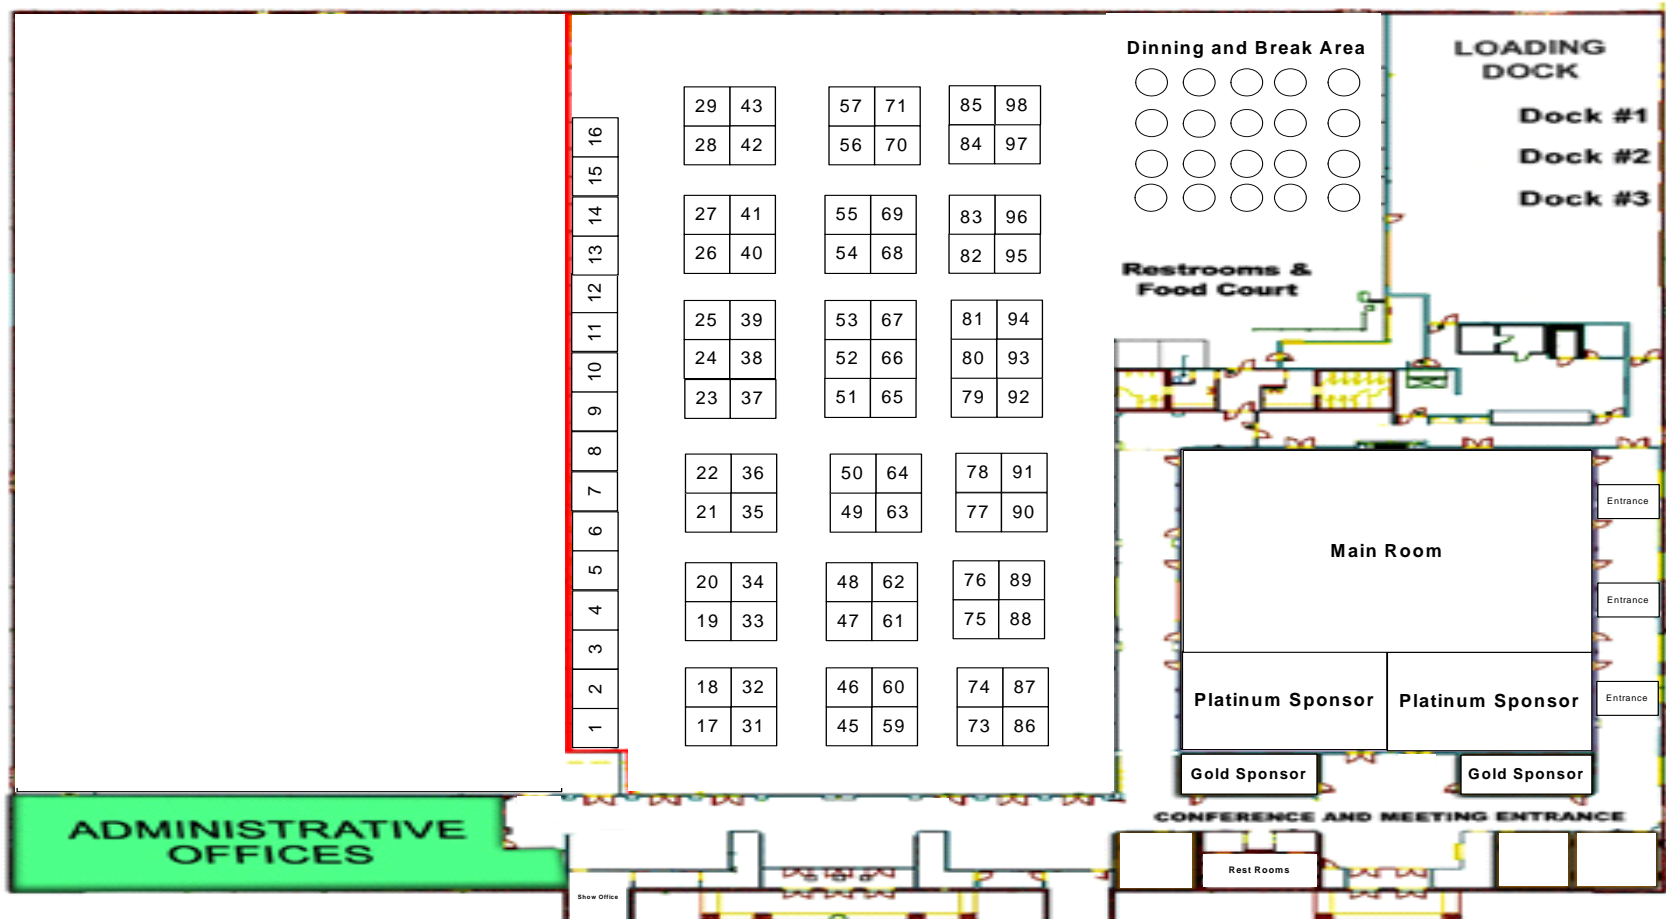 Dinning and Break Area
LOADING
DOCK
Dock #1
Dock #2
Dock #3
Restrooms &
Food Court
16
15
14
13
12
11
10
9
8
7
6
5
4
3
2
1
29 43
28 42
27 41
26 40
25 39
24 38
23 37
22 36
21 35
20 34
19 33
18 32
17 31
57 71
56 70
55 69
54 68
53 67
52 66
51 65
50 64
49 63
48 62
47 61
46 60
45 59
85 98
84 97
83 96
82 95
81 94
80 93
79 92
78 91
77 90
76 89
75 88
74 87
73 86
Main Room
Entrance
Entrance
Entrance
Platinum Sponsor
Platinum Sponsor
Gold Sponsor
Gold Sponsor
CONFERENCE AND MEETING ENTRANCE
ADMINISTRATIVE
OFFICES
Show Office
Rest Rooms